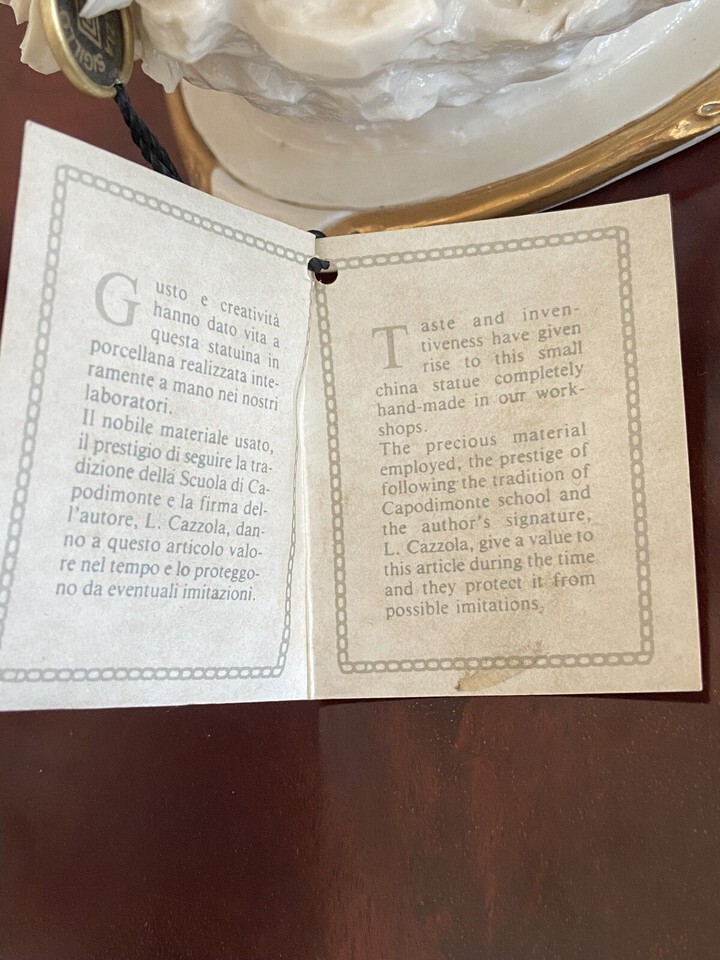 SIGILLO
Gusto e creatività
hanno dato vita a
questa statuina in
porcellana realizzata inte-
ramente a mano nei nostri
laboratori.
Il nobile materiale usato,
il prestigio di seguire la tra-
dizione della Scuola di Ca-
podimonte e la firma del-
l'autore, L. Cazzola, dan-
no a questo articolo valo-
re nel tempo e lo proteggo-
no da eventuali imitazioni.
Taste and inven-
tiveness have given
rise to this small
china statue completely
hand-made in our work-
shops.
The precious material
employed, the prestige of
following the tradition of
Capodimonte school and
the author's signature,
L. Cazzola, give a value to
this article during the time
and they protect it from
possible imitations.